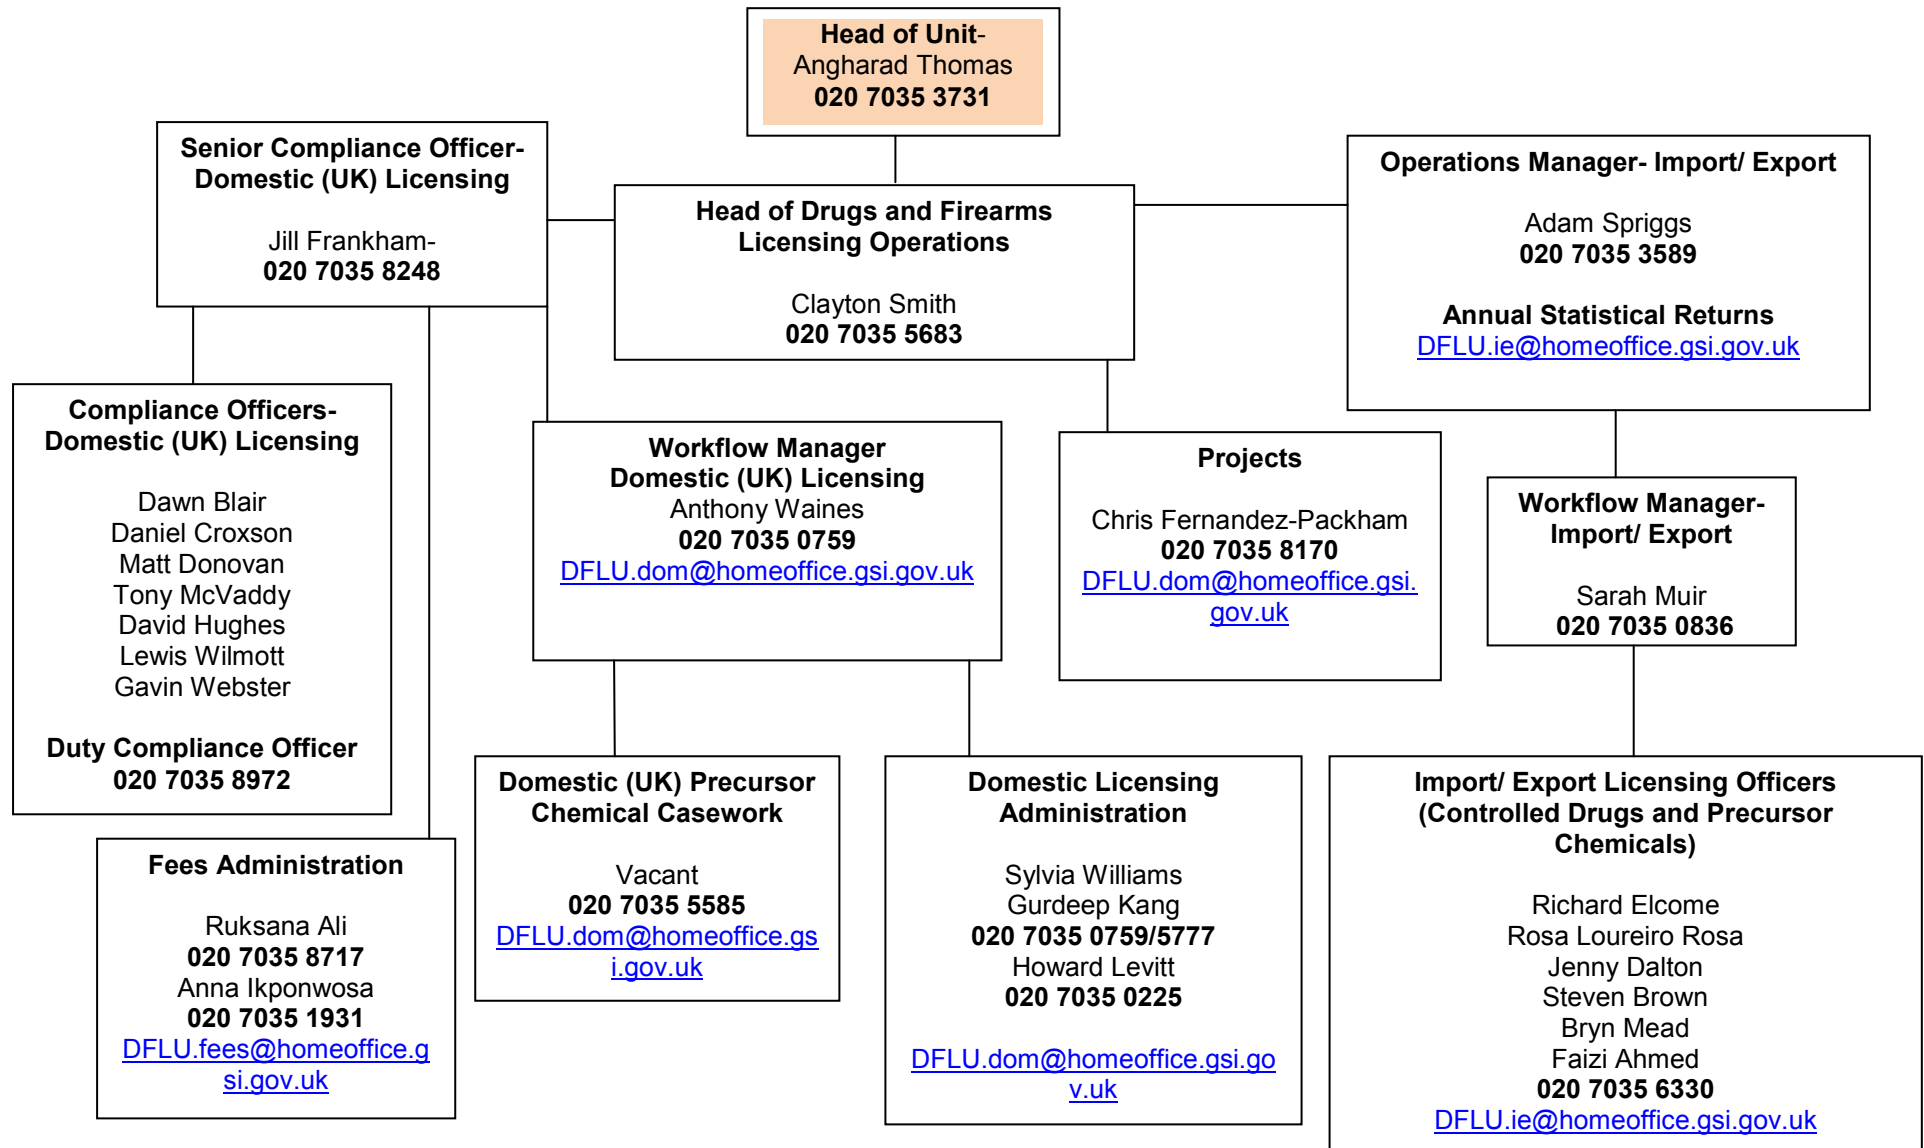 Head of Unit-
Angharad Thomas
020 7035 3731
Senior Compliance Officer-
Domestic (UK) Licensing
Jill Frankham-
020 7035 8248
Head of Drugs and Firearms
Licensing Operations
Clayton Smith
020 7035 5683
Operations Manager- Import/ Export
Adam Spriggs
020 7035 3589
Annual Statistical Returns
DFLU.ie@homeoffice.gsi.gov.uk
Compliance Officers-
Domestic (UK) Licensing
Dawn Blair
Daniel Croxson
Matt Donovan
Tony McVaddy
David Hughes
Lewis Wilmott
Gavin Webster
Duty Compliance Officer
020 7035 8972
Workflow Manager
Domestic (UK) Licensing
Anthony Waines
020 7035 0759
DFLU.dom@homeoffice.gsi.gov.uk
Projects
Chris Fernandez-Packham
020 7035 8170
DFLU.dom@homeoffice.gsi.
gov.uk
Workflow Manager-
Import/ Export
Sarah Muir
020 7035 0836
Fees Administration
Ruksana Ali
020 7035 8717
Anna Ikponwosa
020 7035 1931
DFLU.fees@homeoffice.g
si.gov.uk
Domestic (UK) Precursor
Chemical Casework
Vacant
020 7035 5585
DFLU.dom@homeoffice.gs
i.gov.uk
Domestic Licensing
Administration
Sylvia Williams
Gurdeep Kang
020 7035 0759/5777
Howard Levitt
020 7035 0225
DFLU.dom@homeoffice.gsi.go
v.uk
Import/ Export Licensing Officers
(Controlled Drugs and Precursor
Chemicals)
Richard Elcome
Rosa Loureiro Rosa
Jenny Dalton
Steven Brown
Bryn Mead
Faizi Ahmed
020 7035 6330
DFLU.ie@homeoffice.gsi.gov.uk